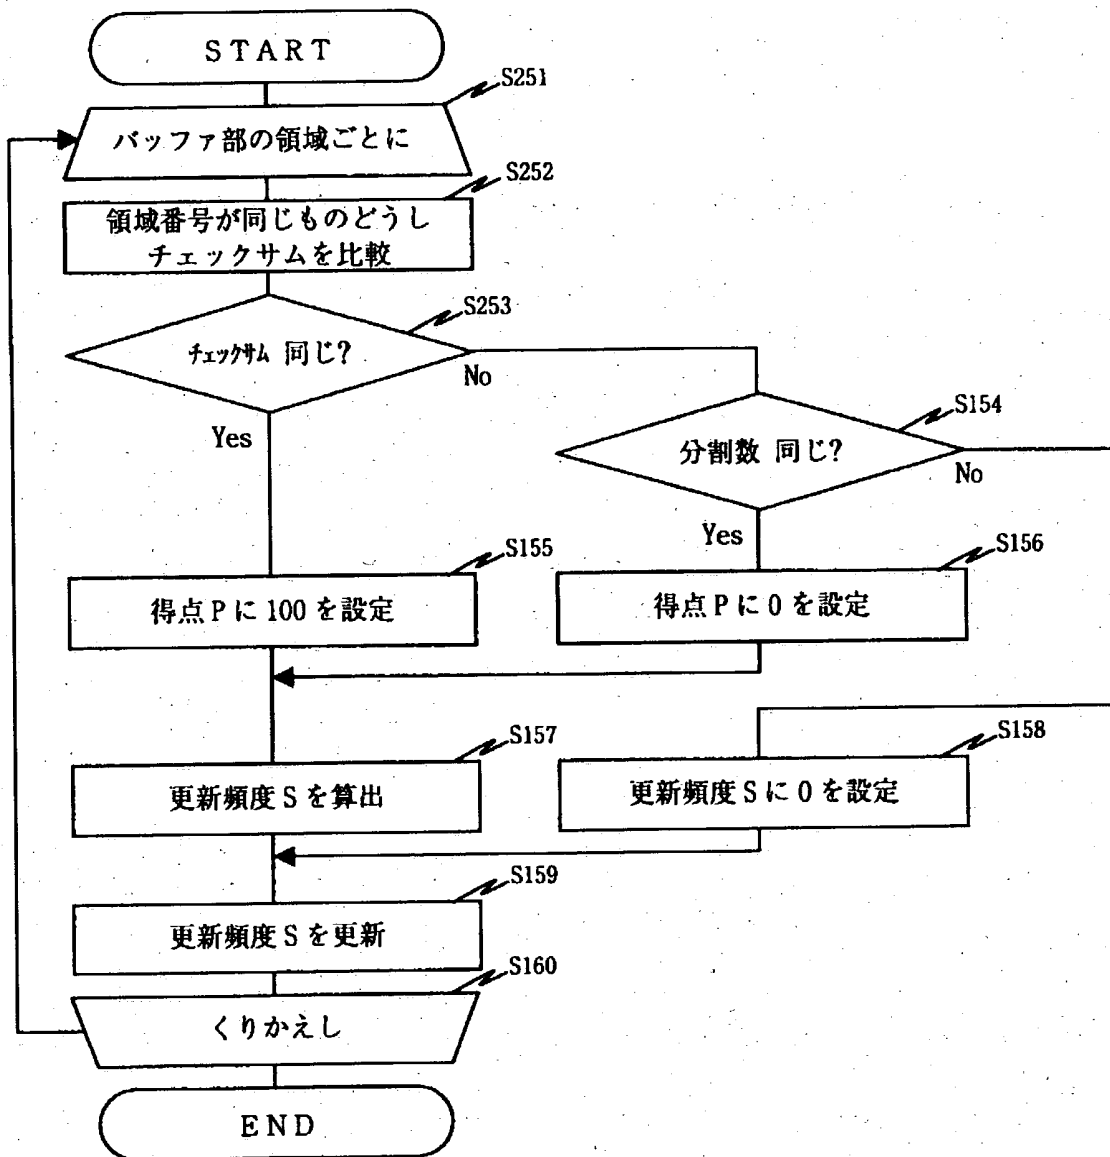 START
S251
バッファ部の領域ごとに
S252
領域番号が同じものどうし
チェックサムを比較
S253
チェックサム 同じ?
No
Yes
S154
分割数 同じ?
No
Yes
S155
得点Pに100を設定
S156
得点Pに0を設定
S157
更新頻度Sを算出
S158
更新頻度Sに0を設定
S159
更新頻度Sを更新
S160
くりかえし
END